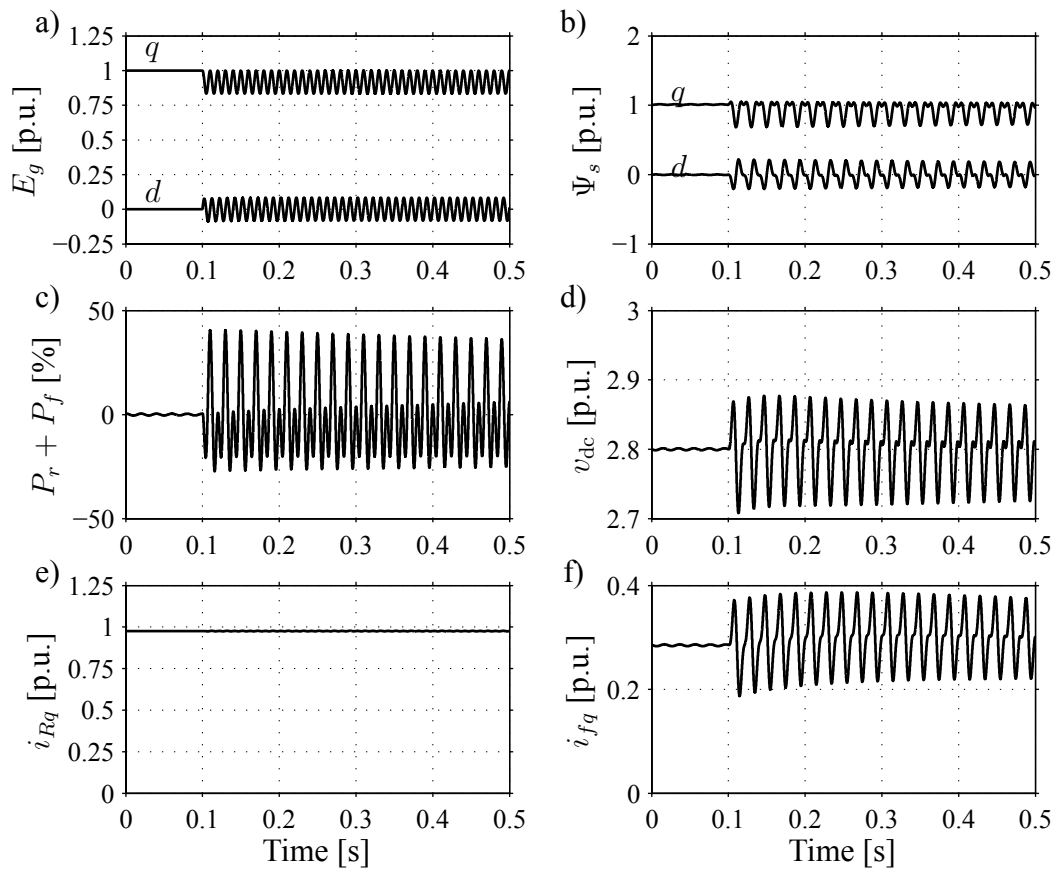 a)
E_g [p.u.]
1.25
1
0.75
0.5
0.25
0
−0.25
q
d
0 0.1 0.2 0.3 0.4 0.5
b)
Ψ_s [p.u.]
2
1
0
−1
q
d
0 0.1 0.2 0.3 0.4 0.5
c)
P_r + P_f [%]
50
0
−50
0 0.1 0.2 0.3 0.4 0.5
d)
v_dc [p.u.]
3
2.9
2.8
2.7
0 0.1 0.2 0.3 0.4 0.5
e)
i_Rq [p.u.]
1.25
1
0.75
0.5
0.25
0
0 0.1 0.2 0.3 0.4 0.5
Time [s]
f)
i_fq [p.u.]
0.4
0.2
0
0 0.1 0.2 0.3 0.4 0.5
Time [s]